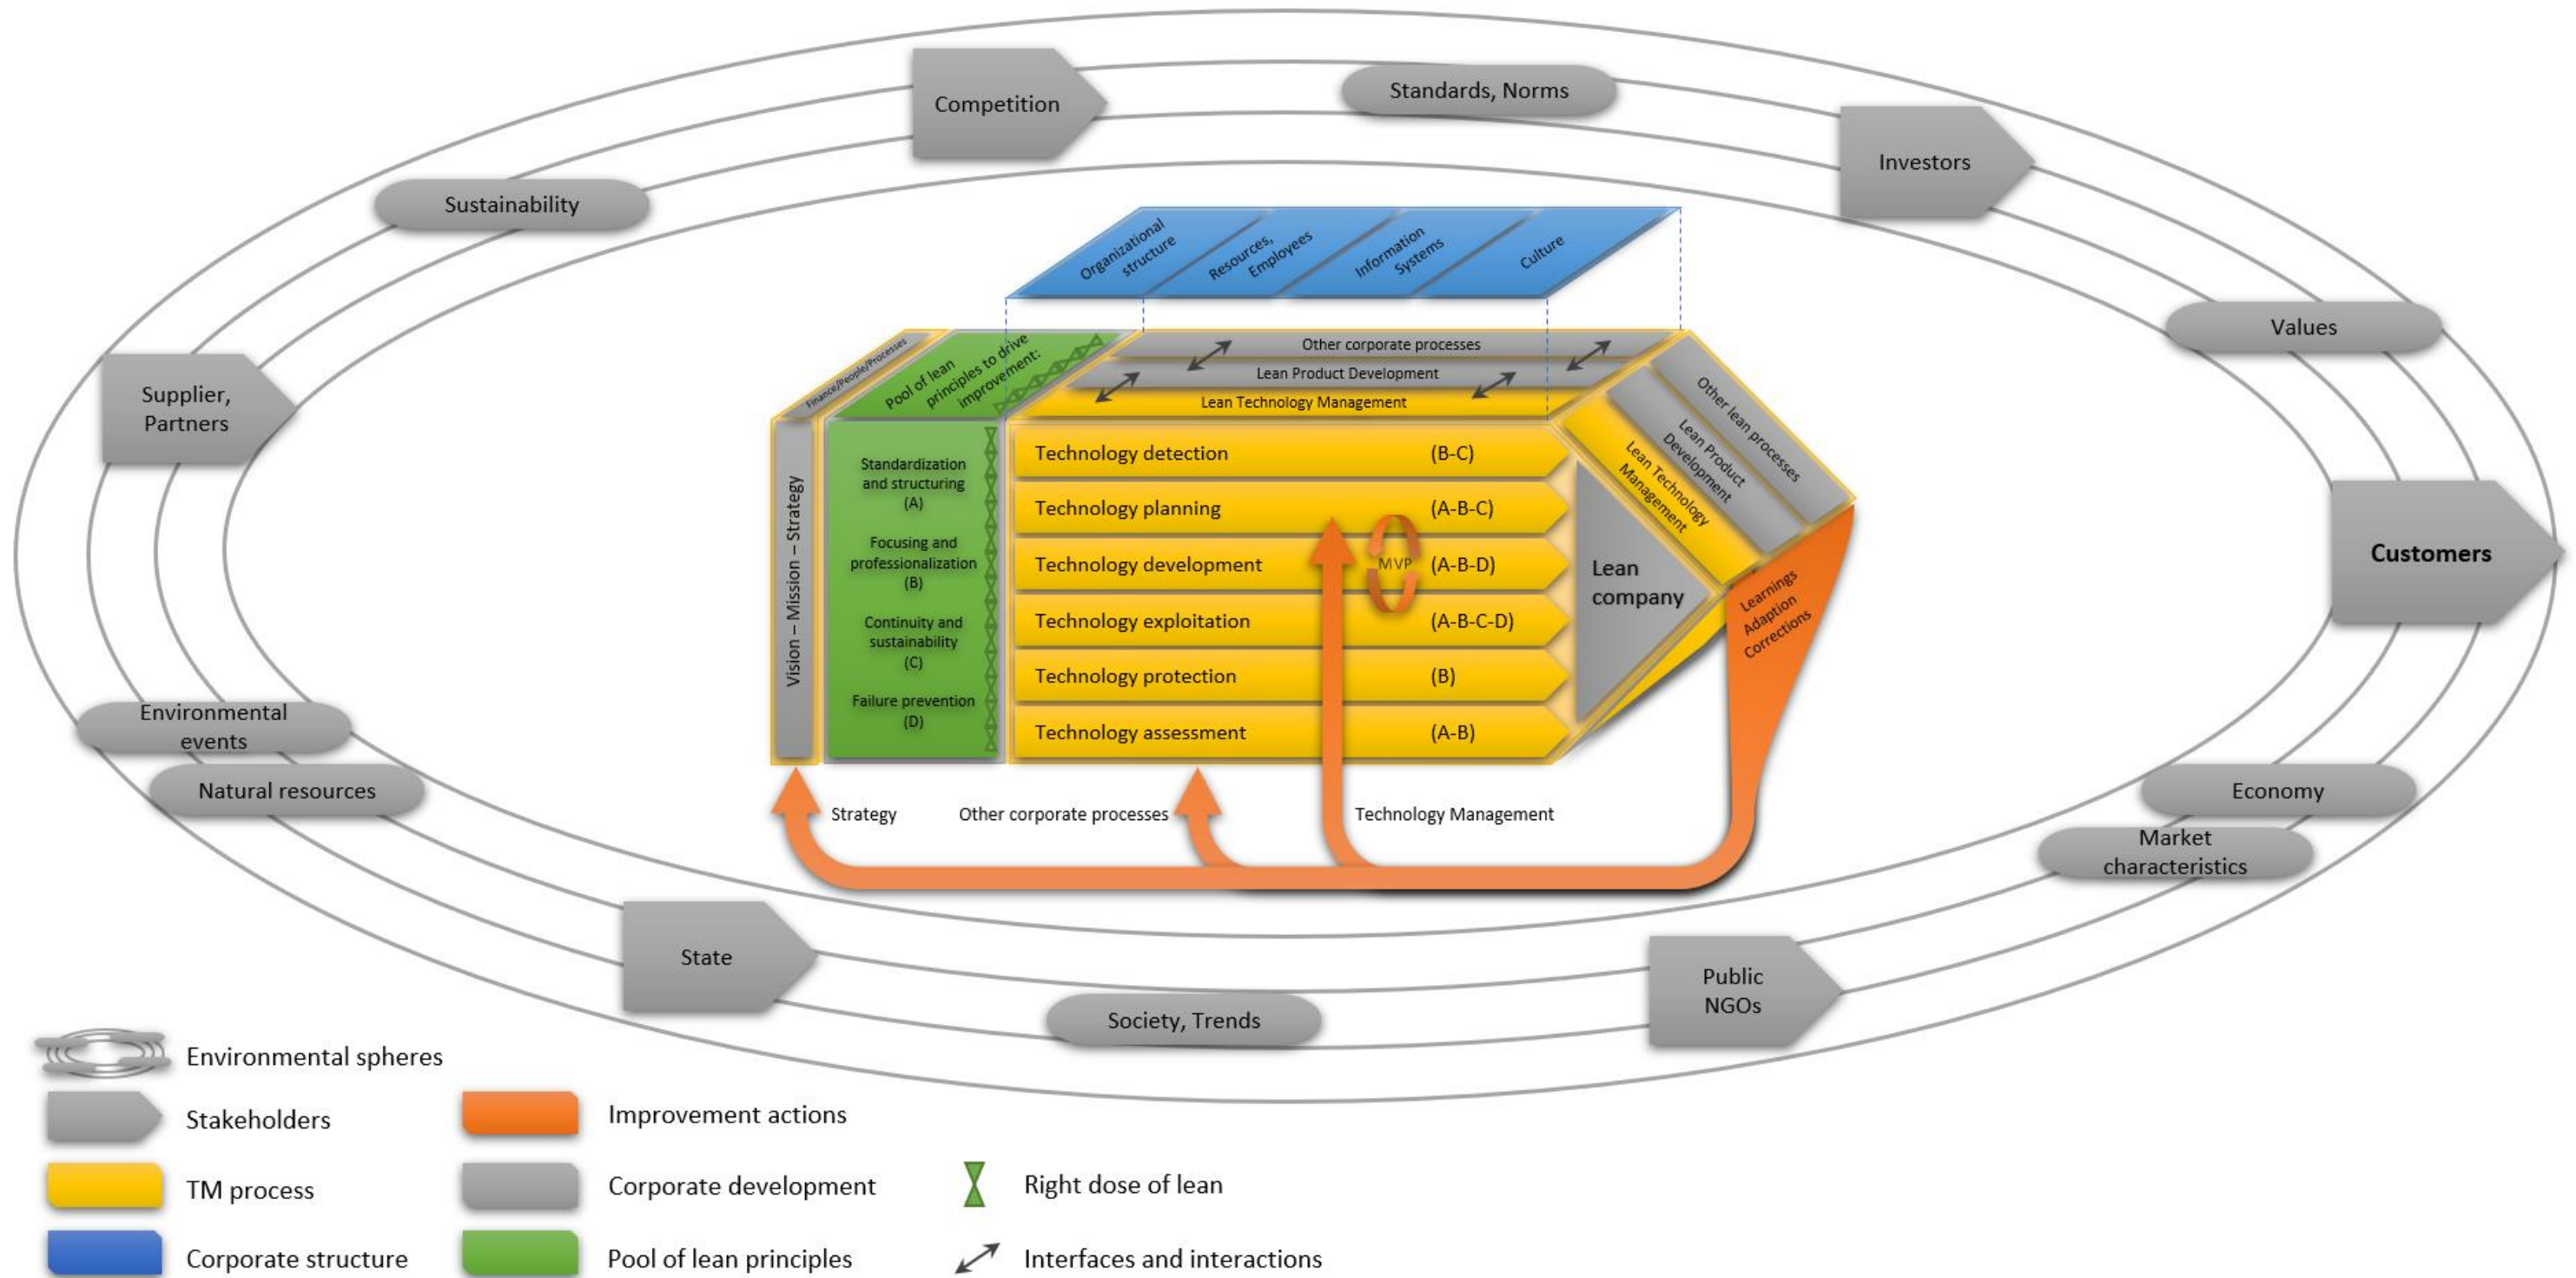 Competition
Standards, Norms
Investors
Sustainability
Values
Supplier,
Partners
Customers
Environmental
events
Natural resources
Economy
Market
characteristics
State
Society, Trends
Public
NGOs
Organizational
structure
Resources,
Employees
Information
Systems
Culture
Finance/People/Processes
Pool of lean
principles to drive
improvement:
Other corporate processes
Lean Product Development
Lean Technology Management
Vision – Mission – Strategy
Standardization
and structuring
(A)
Focusing and
professionalization
(B)
Continuity and
sustainability
(C)
Failure prevention
(D)
Technology detection (B-C)
Technology planning (A-B-C)
Technology development (A-B-D)
MVP
Technology exploitation (A-B-C-D)
Technology protection (B)
Technology assessment (A-B)
Lean
company
Lean Technology
Management
Lean Product
Development
Other lean processes
Learnings
Adaption
Corrections
Strategy
Other corporate processes
Technology Management
Environmental spheres
Stakeholders
TM process
Corporate structure
Improvement actions
Corporate development
Pool of lean principles
Right dose of lean
Interfaces and interactions